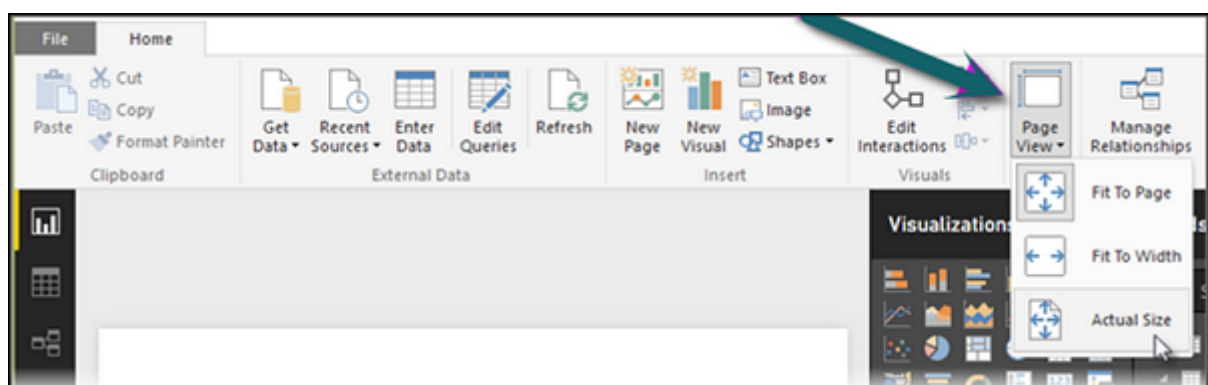 File Home
Cut
Copy
Format Painter
Paste
Clipboard
Get Data
Recent Sources
Enter Data
Edit Queries
Refresh
External Data
New Page
New Visual
Text Box
Image
Shapes
Insert
Edit Interactions
Visuals
Page View
Manage Relationships
Fit To Page
Fit To Width
Actual Size
Visualizations
123